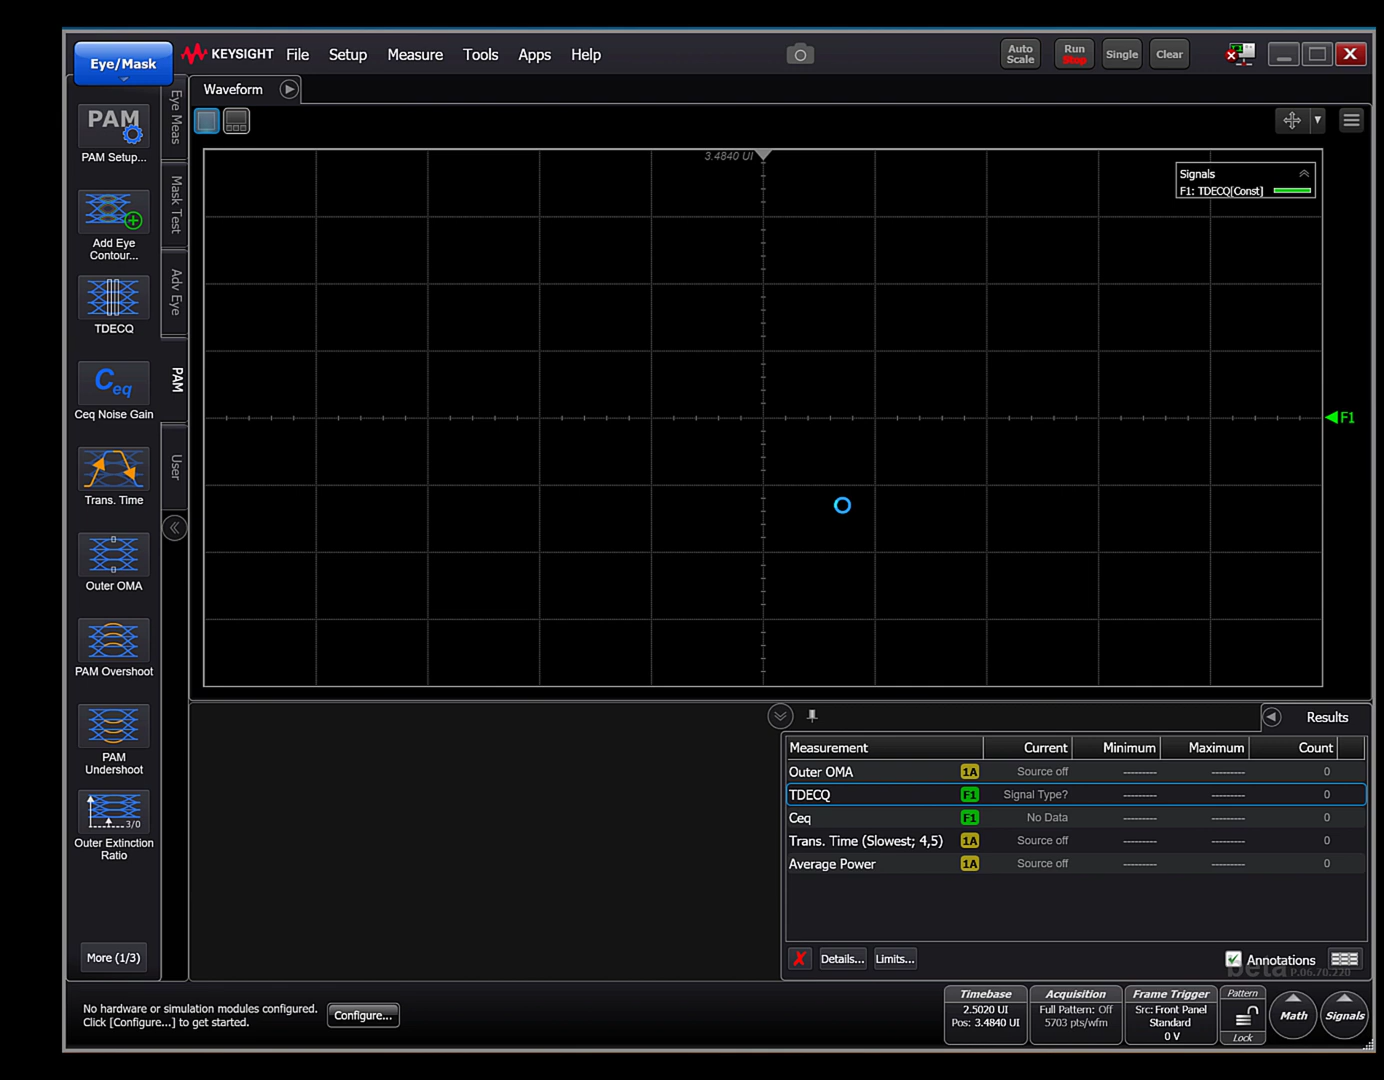 Eye/Mask
KEYSIGHT File Setup Measure Tools Apps Help
Auto Scale
Run Stop
Single
Clear
Waveform
PAM
PAM Setup...
Add Eye Contour...
TDECQ
Ceq
Ceq Noise Gain
Trans. Time
Outer OMA
PAM Overshoot
PAM Undershoot
3/0
Outer Extinction Ratio
More (1/3)
Eye Meas
Mask Test
Adv Eye
PAM
User
3.4840 UI
Signals
F1: TDECQ[Const]
F1
Results
Measurement Current Minimum Maximum Count
Outer OMA 1A Source off --------- --------- 0
TDECQ F1 Signal Type? --------- --------- 0
Ceq F1 No Data --------- --------- 0
Trans. Time (Slowest; 4,5) 1A Source off --------- --------- 0
Average Power 1A Source off --------- --------- 0
Details... Limits... Annotations
beta P.06.70.220
No hardware or simulation modules configured.
Click [Configure...] to get started.
Configure...
Timebase
2.5020 UI
Pos: 3.4840 UI
Acquisition
Full Pattern: Off
5703 pts/wfm
Frame Trigger
Src: Front Panel
Standard
0 V
Pattern
Lock
Math
Signals